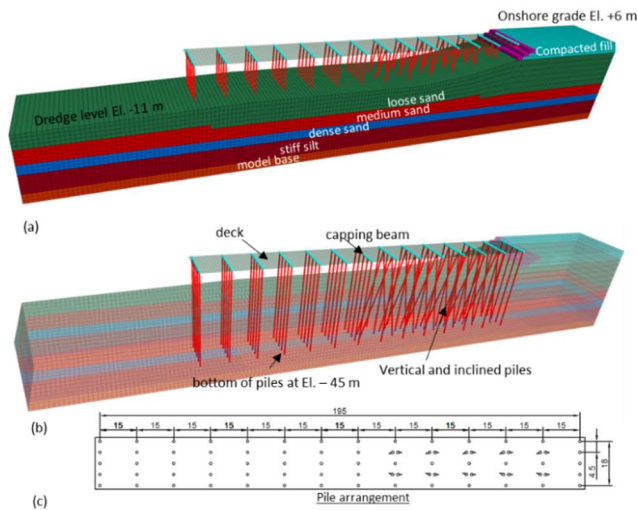 Onshore grade El. +6 m
Compacted fill
Dredge level El. -11 m
loose sand
medium sand
dense sand
stiff silt
model base
(a)
deck
capping beam
bottom of piles at El. – 45 m
Vertical and inclined piles
(b)
195
15 15 15 15 15 15 15 15 15 15 15 15 15
4.5
18
(c)
Pile arrangement